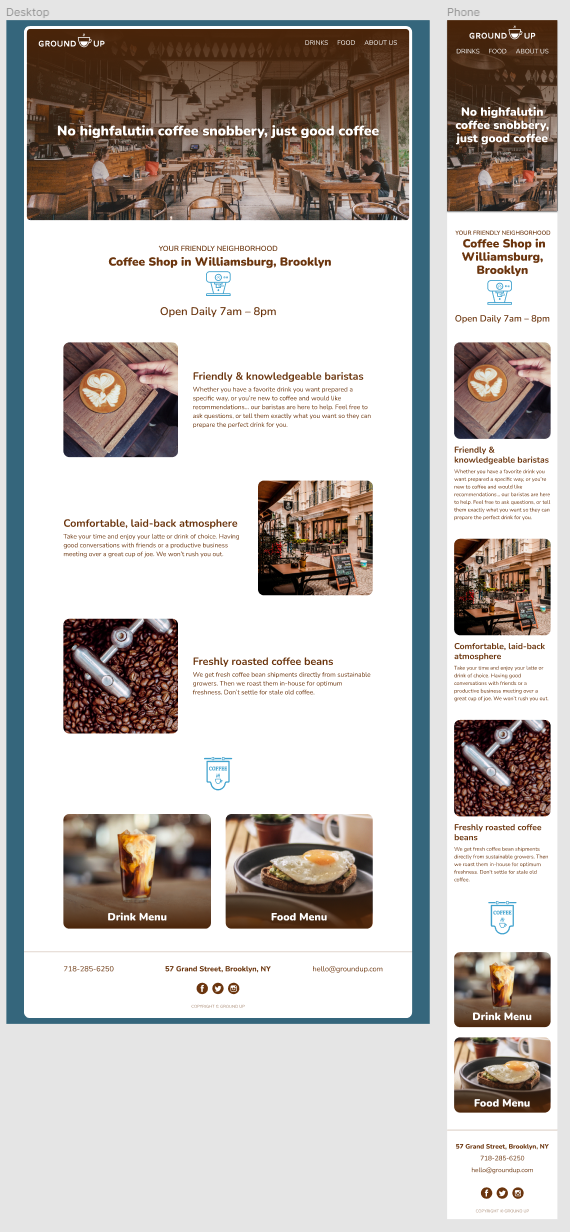 Desktop
GROUND UP
DRINKS FOOD ABOUT US
No highfalutin coffee snobbery, just good coffee
YOUR FRIENDLY NEIGHBORHOOD
Coffee Shop in Williamsburg, Brooklyn
Open Daily 7am – 8pm
Friendly & knowledgeable baristas
Whether you have a favorite drink you want prepared a
specific way, or you're new to coffee and would like
recommendations... our baristas are here to help. Feel free to
ask questions, or tell them exactly what you want so they can
prepare the perfect drink for you.
Comfortable, laid-back atmosphere
Take your time and enjoy your latte or drink of choice. Having
good conversations with friends or a productive business
meeting over a great cup of joe. We won't rush you out.
Freshly roasted coffee beans
We get fresh coffee bean shipments directly from sustainable
growers. Then we roast them in-house for optimum
freshness. Don't settle for stale old coffee.
COFFEE
Drink Menu
Food Menu
718-285-6250
57 Grand Street, Brooklyn, NY
hello@groundup.com
COPYRIGHT © GROUND UP
Phone
GROUND UP
DRINKS FOOD ABOUT US
No highfalutin
coffee snobbery,
just good coffee
YOUR FRIENDLY NEIGHBORHOOD
Coffee Shop in
Williamsburg,
Brooklyn
Open Daily 7am – 8pm
Friendly &
knowledgeable baristas
Whether you have a favorite drink you
want prepared a specific way, or you're
new to coffee and would like
recommendations... our baristas are here
to help. Feel free to ask questions, or tell
them exactly what you want so they can
prepare the perfect drink for you.
Comfortable, laid-back
atmosphere
Take your time and enjoy your latte or
drink of choice. Having good
conversations with friends or a
productive business meeting over a
great cup of joe. We won't rush you out.
Freshly roasted coffee
beans
We get fresh coffee bean shipments
directly from sustainable growers. Then
we roast them in-house for optimum
freshness. Don't settle for stale old
coffee.
COFFEE
Drink Menu
Food Menu
57 Grand Street, Brooklyn, NY
718-285-6250
hello@groundup.com
COPYRIGHT © GROUND UP